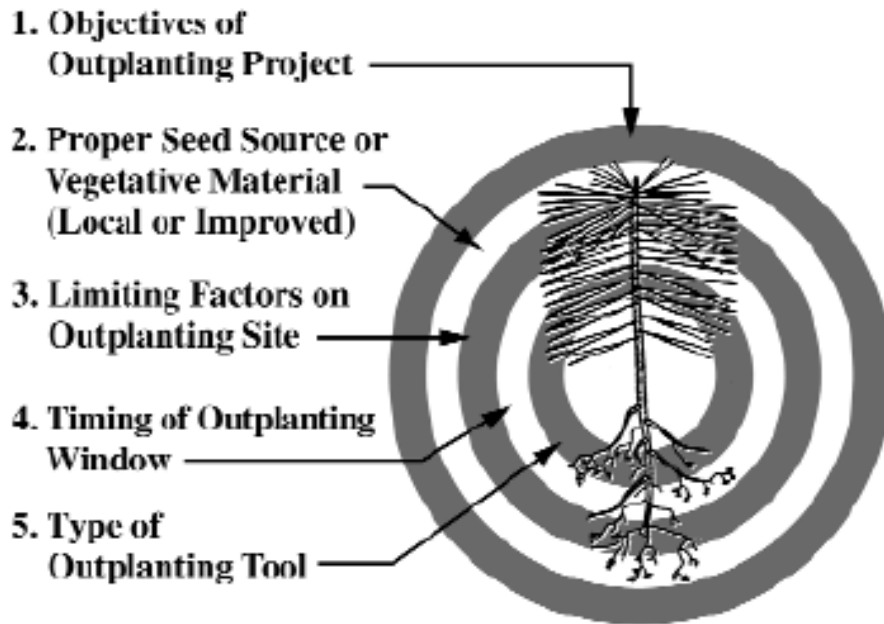 1. Objectives of
Outplanting Project
2. Proper Seed Source or
Vegetative Material
(Local or Improved)
3. Limiting Factors on
Outplanting Site
4. Timing of Outplanting
Window
5. Type of
Outplanting Tool